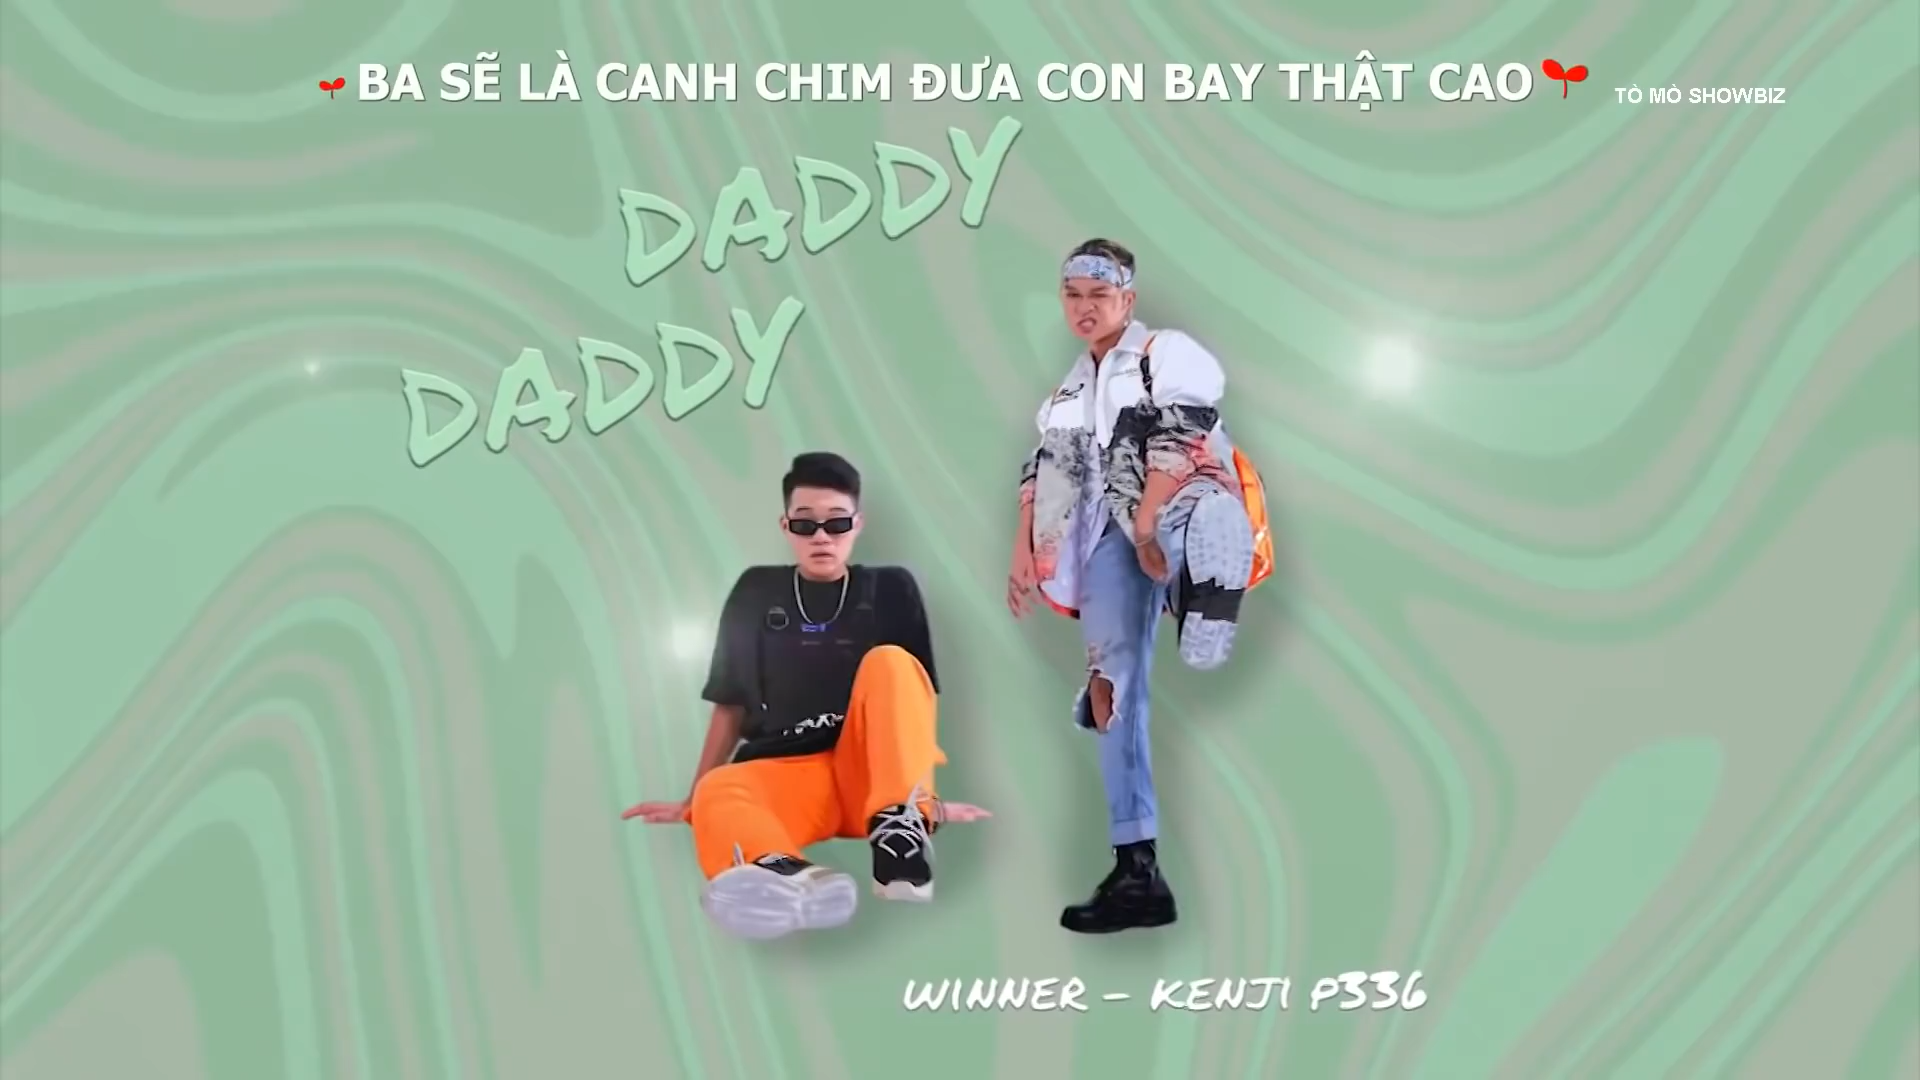 BA SẼ LÀ CANH CHIM ĐƯA CON BAY THẬT CAO
TÒ MÒ SHOWBIZ
DADDY
DADDY
WINNER - KENJI P336